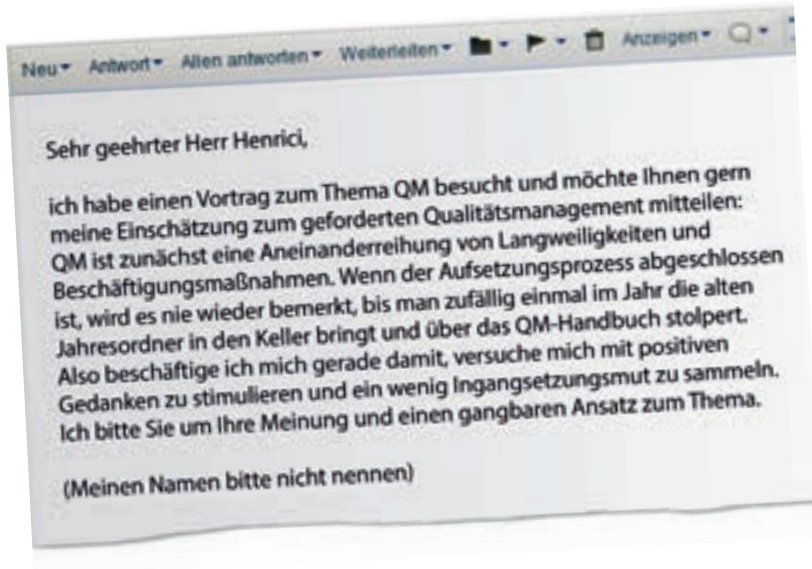 Neu Antwort Allen antworten Weiterleiten Anzeigen
Sehr geehrter Herr Henrici,
ich habe einen Vortrag zum Thema QM besucht und möchte Ihnen gern
meine Einschätzung zum geforderten Qualitätsmanagement mitteilen:
QM ist zunächst eine Aneinanderreihung von Langweiligkeiten und
Beschäftigungsmaßnahmen. Wenn der Aufsetzungsprozess abgeschlossen
ist, wird es nie wieder bemerkt, bis man zufällig einmal im Jahr die alten
Jahresordner in den Keller bringt und über das QM-Handbuch stolpert.
Also beschäftige ich mich gerade damit, versuche mich mit positiven
Gedanken zu stimulieren und ein wenig Ingangsetzungsmut zu sammeln.
Ich bitte Sie um Ihre Meinung und einen gangbaren Ansatz zum Thema.
(Meinen Namen bitte nicht nennen)